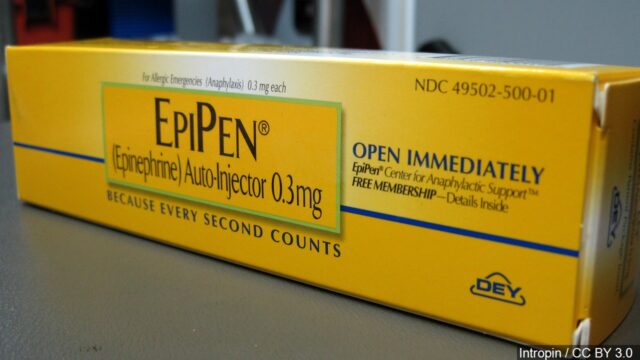 For Allergic Emergencies (Anaphylaxis) 0.3 mg each
NDC 49502-500-01
EPIPEN®
(Epinephrine) Auto-Injector 0.3mg
BECAUSE EVERY SECOND COUNTS
OPEN IMMEDIATELY
EpiPen® Center for Anaphylactic Support™
FREE MEMBERSHIP—Details Inside
DEY
DEY
Intropin / CC BY 3.0